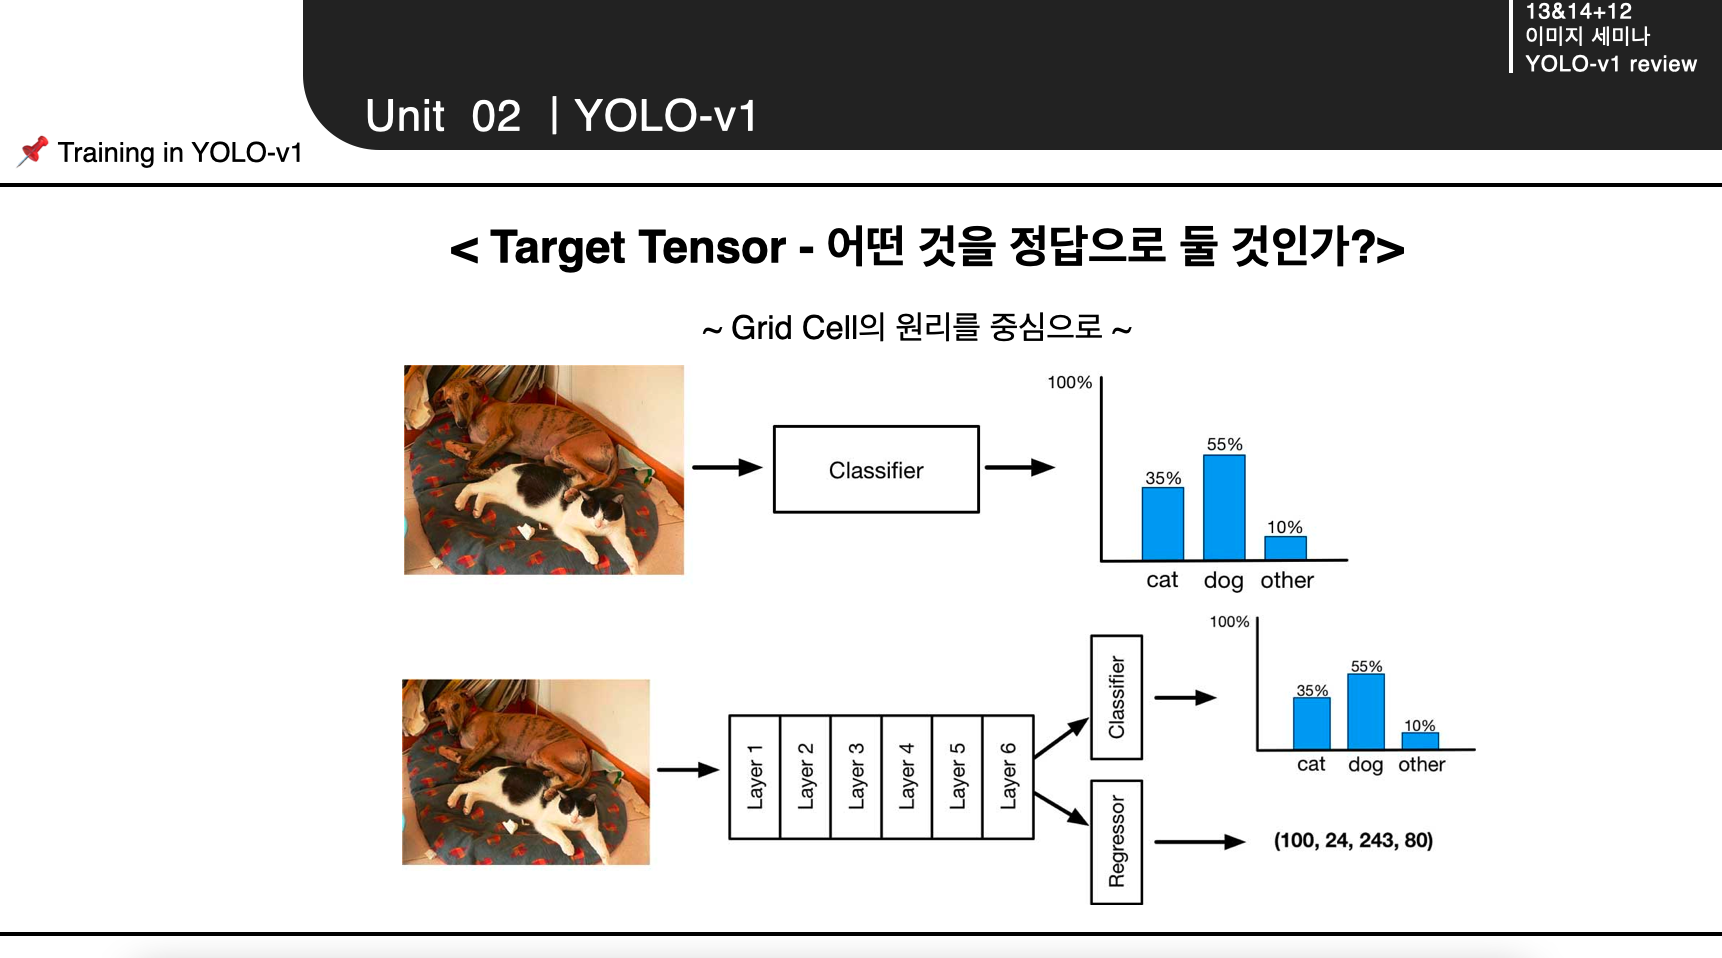 13&14+12
이미지 세미나
YOLO-v1 review
Unit 02 | YOLO-v1
📌 Training in YOLO-v1
< Target Tensor - 어떤 것을 정답으로 둘 것인가?>
~ Grid Cell의 원리를 중심으로 ~
Classifier
100%
35%
55%
10%
cat
dog
other
Layer 1
Layer 2
Layer 3
Layer 4
Layer 5
Layer 6
Classifier
100%
35%
55%
10%
cat
dog
other
Regressor
(100, 24, 243, 80)